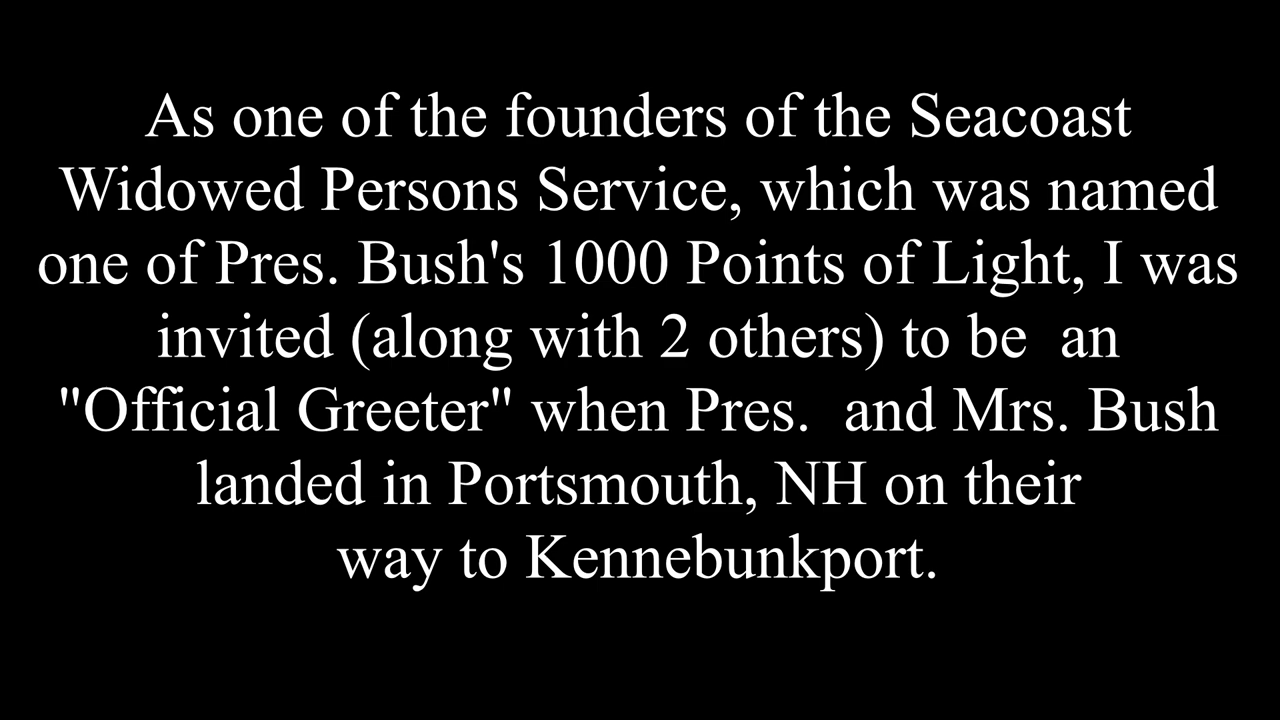 As one of the founders of the Seacoast
Widowed Persons Service, which was named
one of Pres. Bush's 1000 Points of Light, I was
invited (along with 2 others) to be  an
"Official Greeter" when Pres.  and Mrs. Bush
landed in Portsmouth, NH on their
way to Kennebunkport.